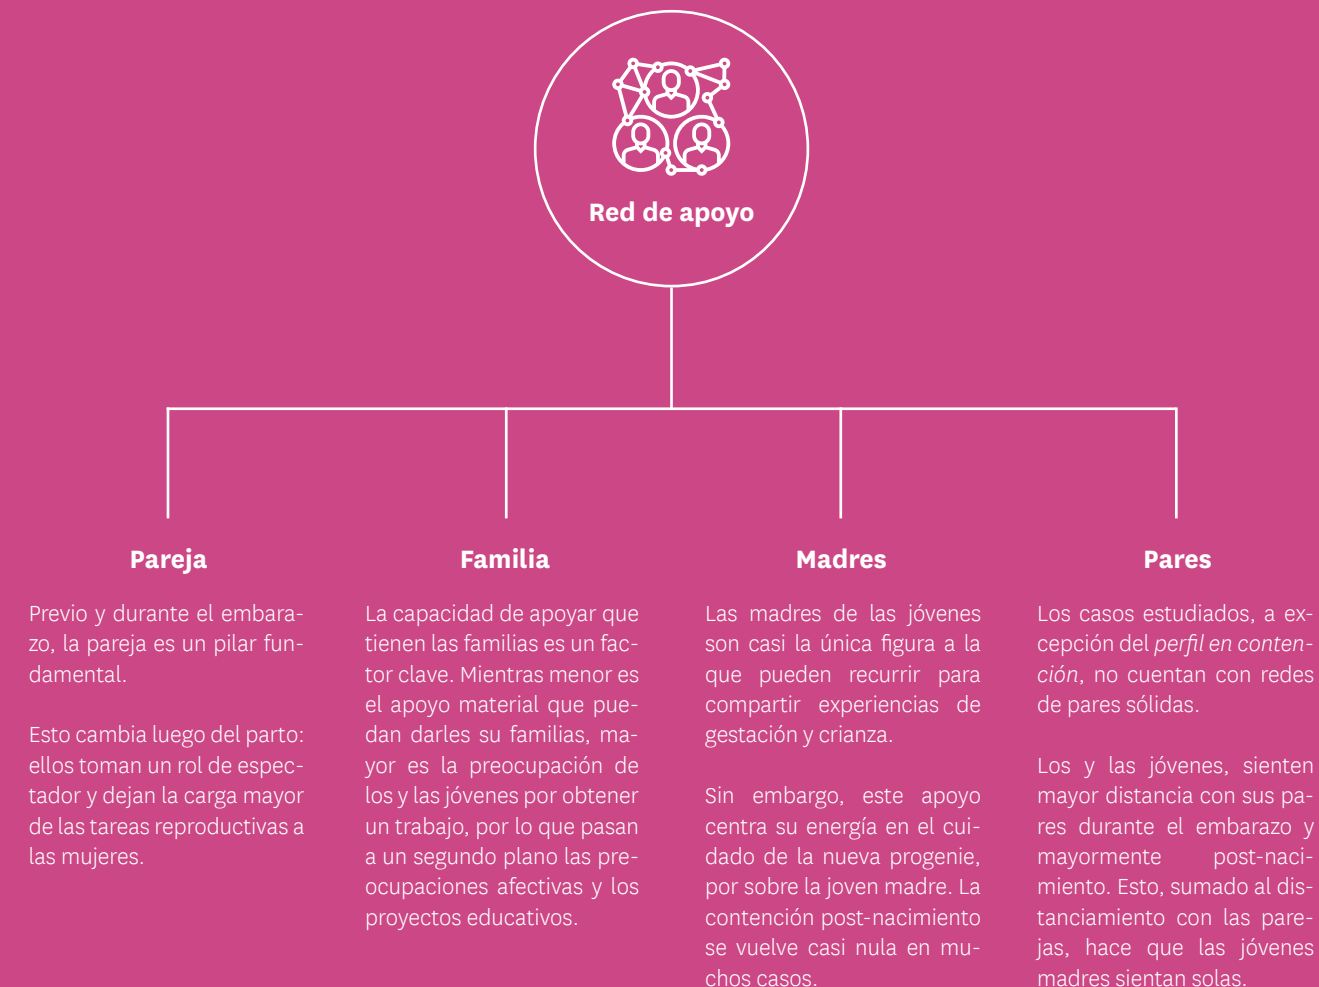 Red de apoyo
Pareja
Previo y durante el embara-
zo, la pareja es un pilar fun-
damental.
Esto cambia luego del parto:
ellos toman un rol de espec-
tador y dejan la carga mayor
de las tareas reproductivas a
las mujeres.
Familia
La capacidad de apoyar que
tienen las familias es un fac-
tor clave. Mientras menor es
el apoyo material que pue-
dan darles su familias, ma-
yor es la preocupación de
los y las jóvenes por obtener
un trabajo, por lo que pasan
a un segundo plano las pre-
ocupaciones afectivas y los
proyectos educativos.
Madres
Las madres de las jóvenes
son casi la única figura a la
que pueden recurrir para
compartir experiencias de
gestación y crianza.
Sin embargo, este apoyo
centra su energía en el cui-
dado de la nueva progenie,
por sobre la joven madre. La
contención post-nacimiento
se vuelve casi nula en mu-
chos casos.
Pares
Los casos estudiados, a ex-
cepción del perfil en conten-
ción, no cuentan con redes
de pares sólidas.
Los y las jóvenes, sienten
mayor distancia con sus pa-
res durante el embarazo y
mayormente post-naci-
miento. Esto, sumado al dis-
tanciamiento con las pare-
jas, hace que las jóvenes
madres sientan solas.